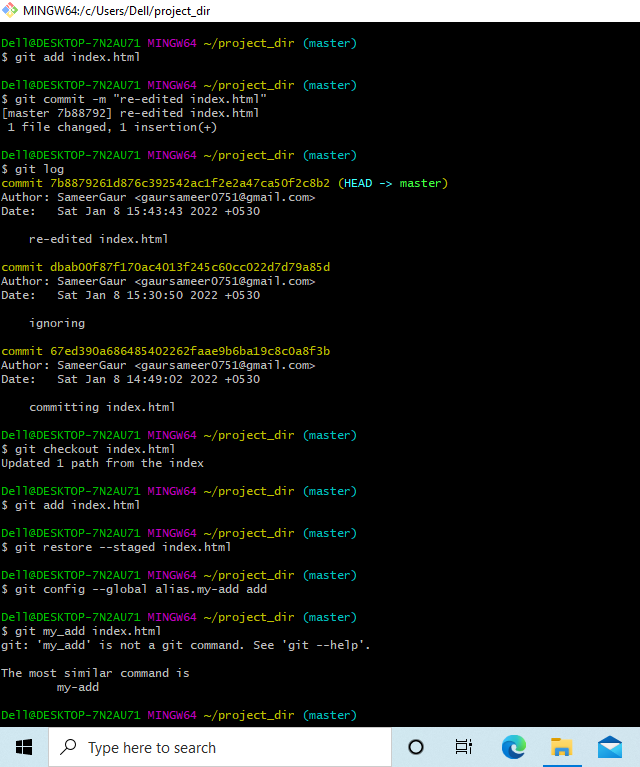 MINGW64:/c/Users/Dell/project_dir
Dell@DESKTOP-7N2AU71 MINGW64 ~/project_dir (master)
$ git add index.html
Dell@DESKTOP-7N2AU71 MINGW64 ~/project_dir (master)
$ git commit -m "re-edited index.html"
[master 7b88792] re-edited index.html
 1 file changed, 1 insertion(+)
Dell@DESKTOP-7N2AU71 MINGW64 ~/project_dir (master)
$ git log
commit 7b8879261d876c392542ac1f2e2a47ca50f2c8b2 (HEAD -> master)
Author: SameerGaur <gaursameer0751@gmail.com>
Date:   Sat Jan 8 15:43:43 2022 +0530
    re-edited index.html
commit dbab00f87f170ac4013f245c60cc022d7d79a85d
Author: SameerGaur <gaursameer0751@gmail.com>
Date:   Sat Jan 8 15:30:50 2022 +0530
    ignoring
commit 67ed390a686485402262faae9b6ba19c8c0a8f3b
Author: SameerGaur <gaursameer0751@gmail.com>
Date:   Sat Jan 8 14:49:02 2022 +0530
    committing index.html
Dell@DESKTOP-7N2AU71 MINGW64 ~/project_dir (master)
$ git checkout index.html
Updated 1 path from the index
Dell@DESKTOP-7N2AU71 MINGW64 ~/project_dir (master)
$ git add index.html
Dell@DESKTOP-7N2AU71 MINGW64 ~/project_dir (master)
$ git restore --staged index.html
Dell@DESKTOP-7N2AU71 MINGW64 ~/project_dir (master)
$ git config --global alias.my-add add
Dell@DESKTOP-7N2AU71 MINGW64 ~/project_dir (master)
$ git my_add index.html
git: 'my_add' is not a git command. See 'git --help'.
The most similar command is
        my-add
Dell@DESKTOP-7N2AU71 MINGW64 ~/project_dir (master)
Type here to search